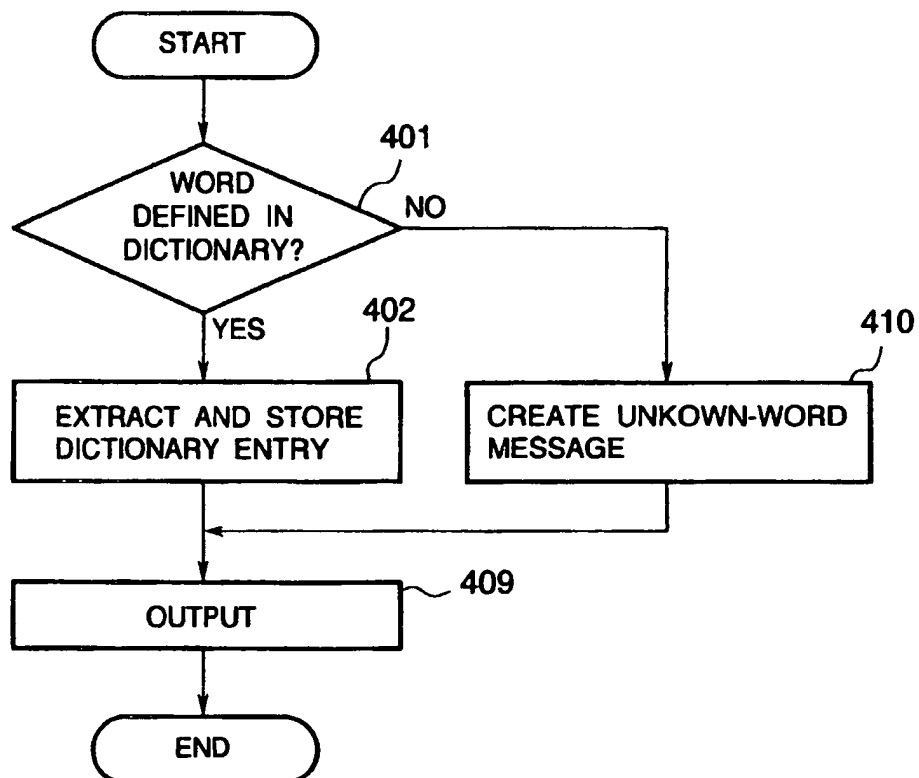 START
401
WORD
DEFINED IN
DICTIONARY?
NO
YES
402
410
EXTRACT AND STORE
DICTIONARY ENTRY
CREATE UNKOWN-WORD
MESSAGE
409
OUTPUT
END